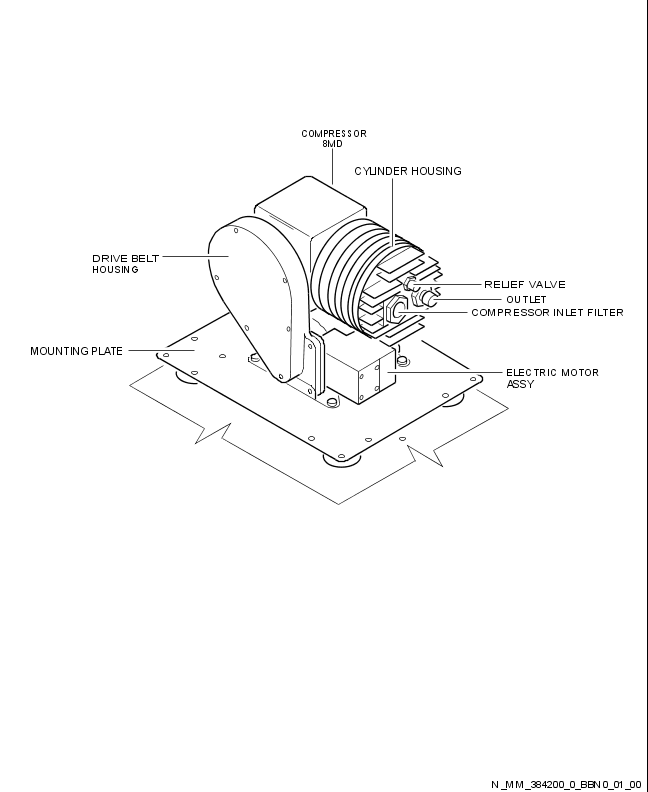 COMPRESSOR
8MD
CYLINDER HOUSING
DRIVE BELT
HOUSING
RELIEF VALVE
OUTLET
COMPRESSOR INLET FILTER
MOUNTING PLATE
ELECTRIC MOTOR
ASSY
N_MM_384200_0_BBN0_01_00